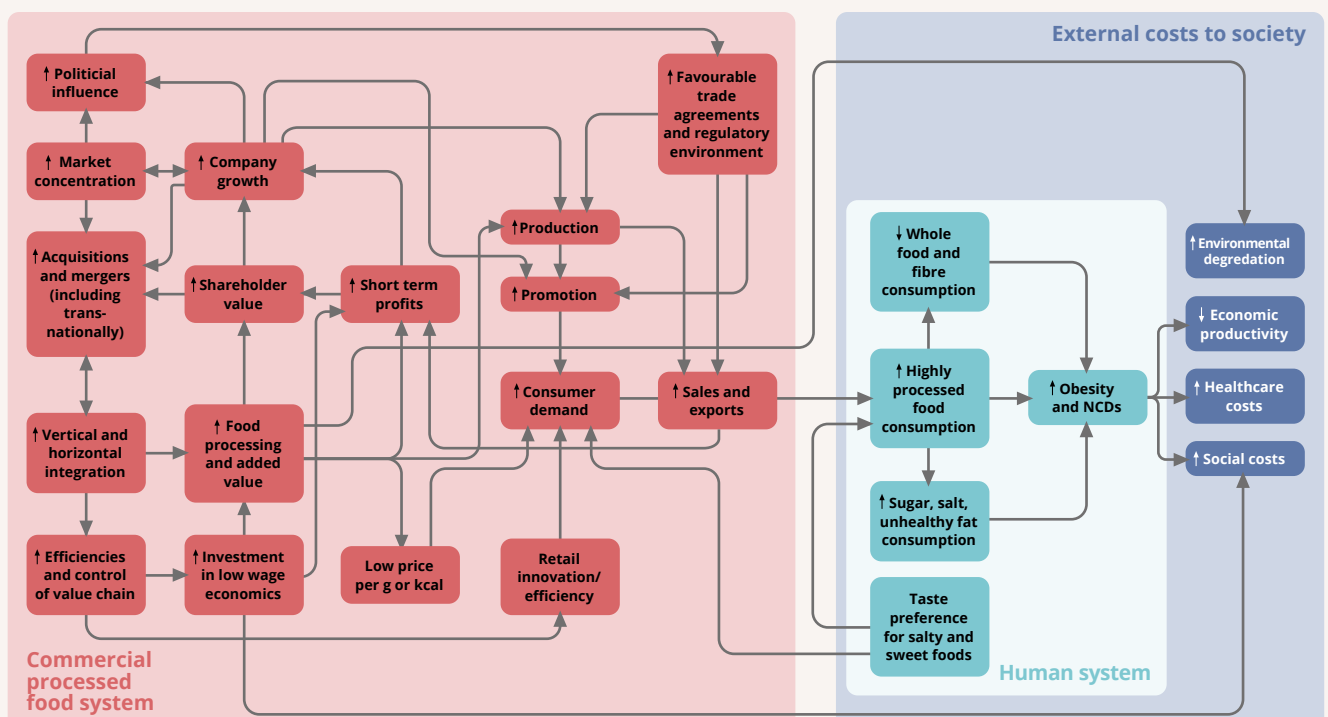 External costs to society
↑ Politicial
influence
↑ Favourable
trade
agreements
and regulatory
environment
↑ Market
concentration
↑ Company
growth
↑ Production
↑ Acquisitions
and mergers
(including
trans-
nationally)
↑ Shareholder
value
↑ Short term
profits
↑ Promotion
↓ Whole
food and
fibre
consumption
↑ Environmental
degredation
↓ Economic
productivity
↑ Consumer
demand
↑ Sales and
exports
↑ Highly
processed
food
consumption
↑ Obesity
and NCDs
↑ Healthcare
costs
↑ Vertical and
horizontal
integration
↑ Food
processing
and added
value
↑ Social costs
↑ Sugar, salt,
unhealthy fat
consumption
↑ Efficiencies
and control
of value chain
↑ Investment
in low wage
economics
Low price
per g or kcal
Retail
innovation/
efficiency
Taste
preference
for salty and
sweet foods
Commercial
processed
food system
Human system